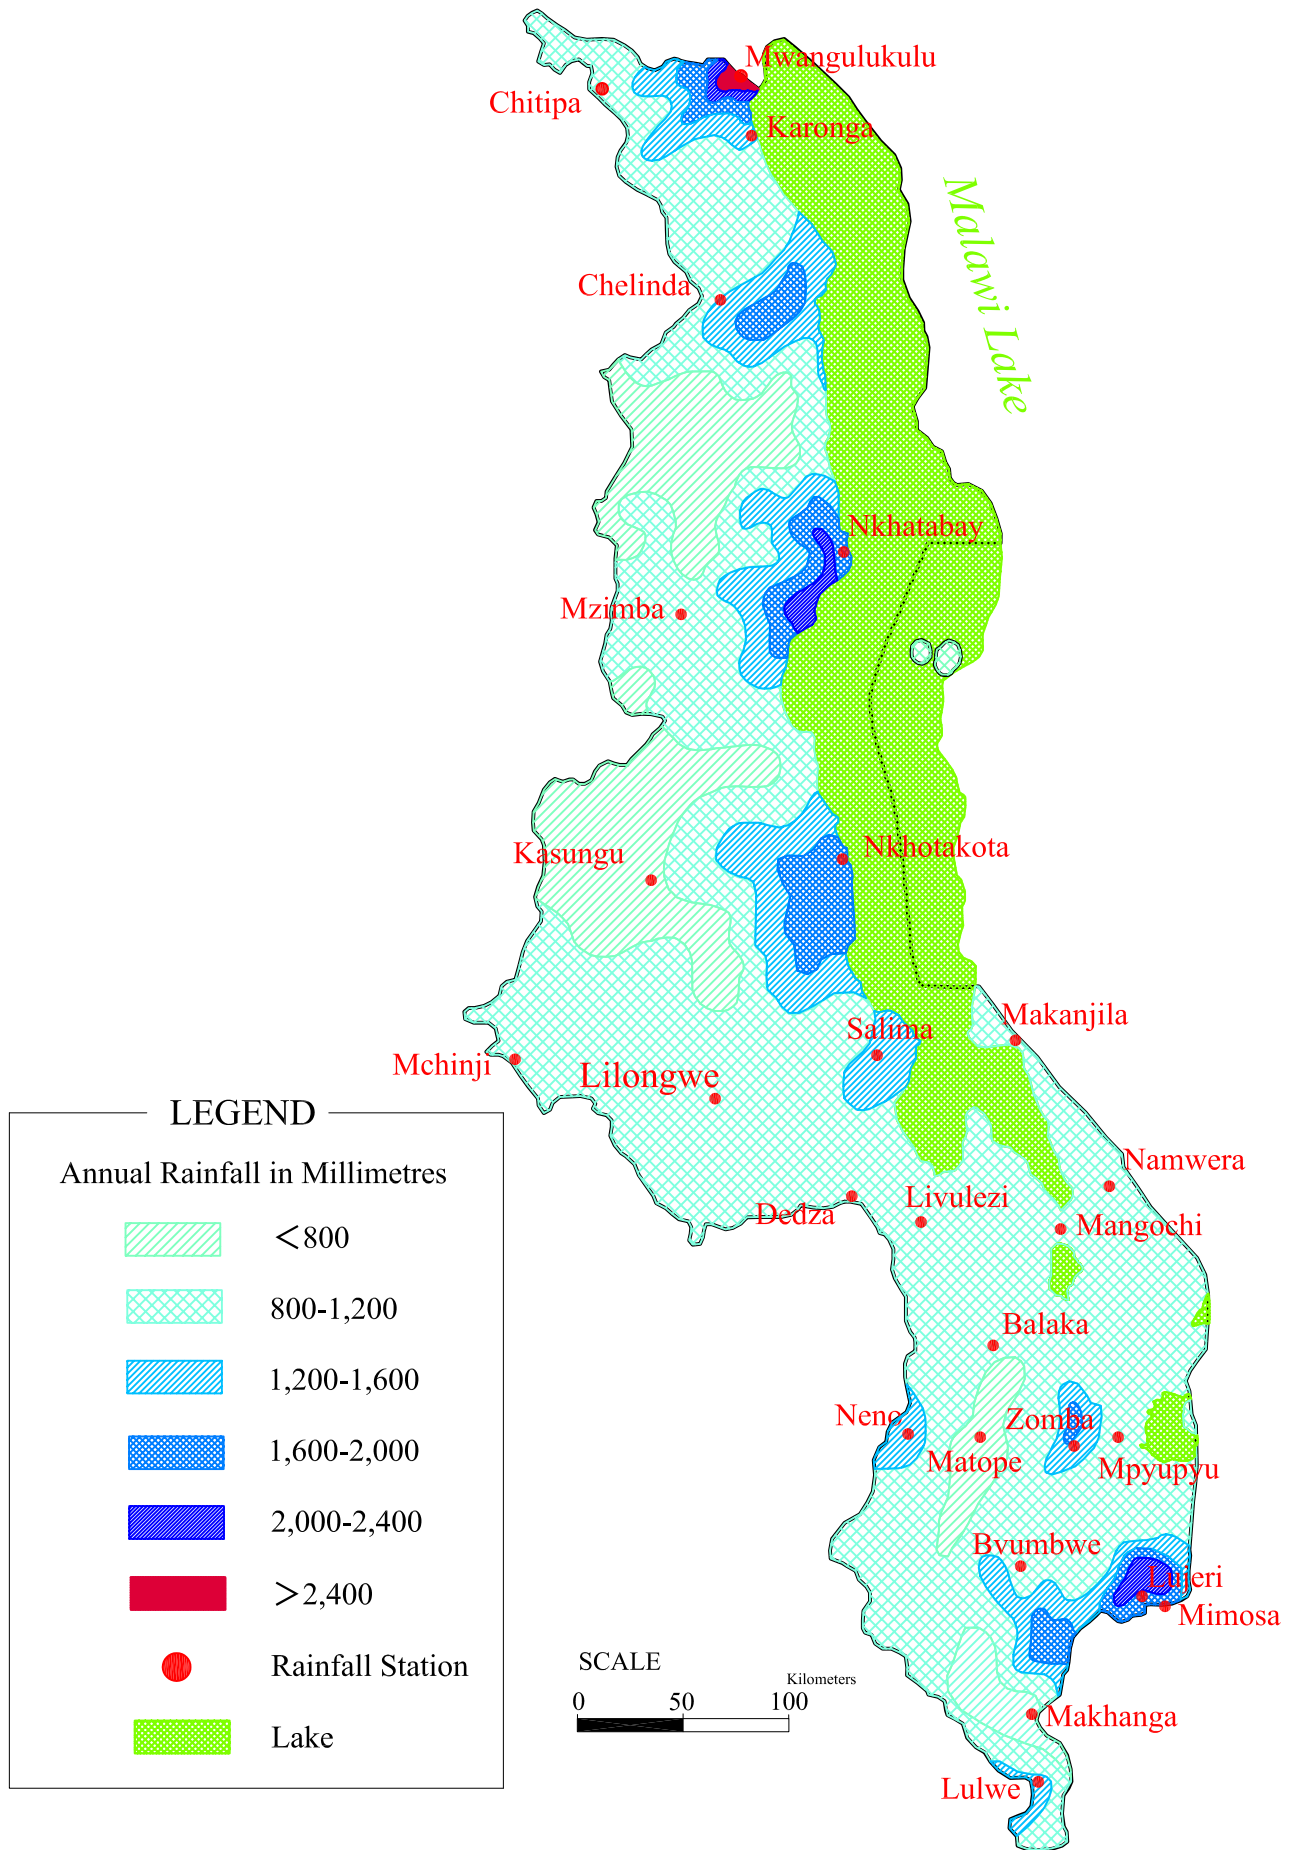 Mwangulukulu
Chitipa
Karonga
Malawi Lake
Chelinda
Nkhatabay
Mzimba
Nkhotakota
Kasungu
Makanjila
Salima
Mchinji
Lilongwe
LEGEND
Annual Rainfall in Millimetres
<800
800-1,200
1,200-1,600
1,600-2,000
2,000-2,400
>2,400
Rainfall Station
Lake
Namwera
Livulezi
Dedza
Mangochi
Balaka
Neno
Zomba
Matope
Mpyupyu
Bvumbwe
Lujeri
Mimosa
SCALE
Kilometers
0 50 100
Makhanga
Lulwe